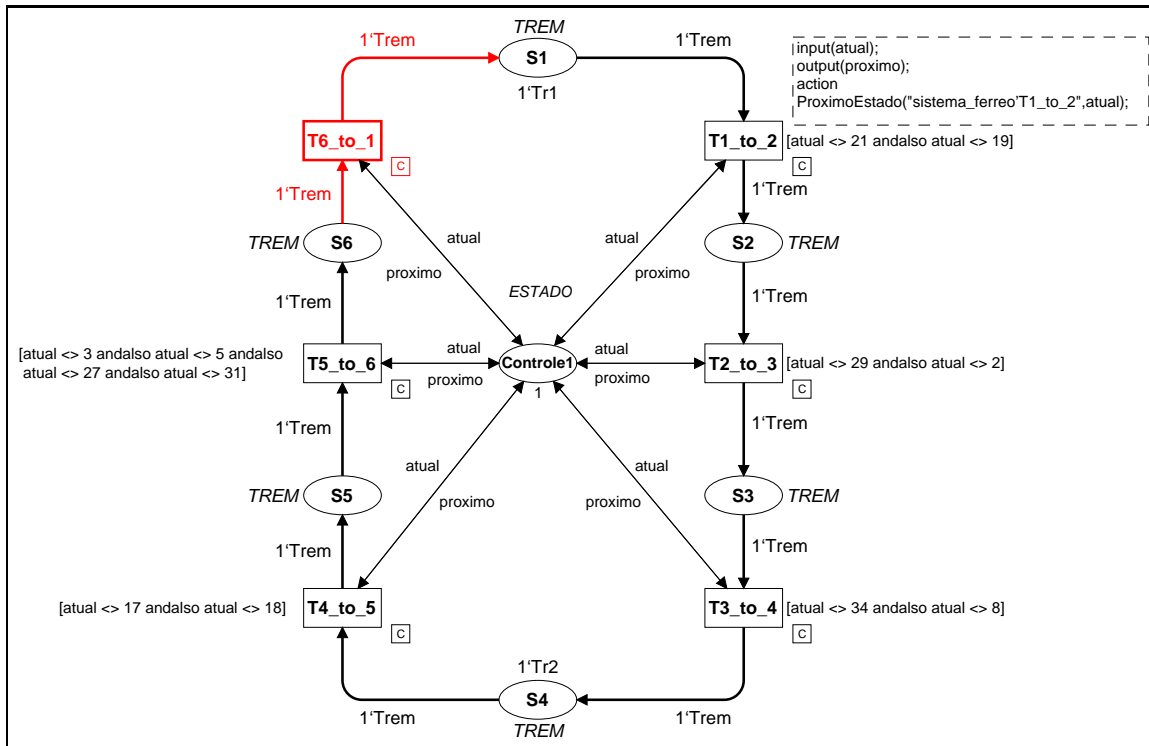 TREM
1‘Trem
S1
1‘Trem
1‘Tr1
input(atual);
output(proximo);
action
ProximoEstado("sistema_ferreo'T1_to_2",atual);
T6_to_1
C
T1_to_2
[atual <> 21 andalso atual <> 19]
C
1‘Trem
1‘Trem
TREM
S6
atual
proximo
atual
proximo
S2
TREM
1‘Trem
ESTADO
1‘Trem
[atual <> 3 andalso atual <> 5 andalso
atual <> 27 andalso atual <> 31]
T5_to_6
C
atual
proximo
Controle1
1
atual
proximo
T2_to_3
[atual <> 29 andalso atual <> 2]
C
1‘Trem
1‘Trem
atual
proximo
atual
proximo
TREM
S5
S3
TREM
1‘Trem
1‘Trem
[atual <> 17 andalso atual <> 18]
T4_to_5
C
T3_to_4
[atual <> 34 andalso atual <> 8]
C
1‘Tr2
S4
1‘Trem
1‘Trem
TREM